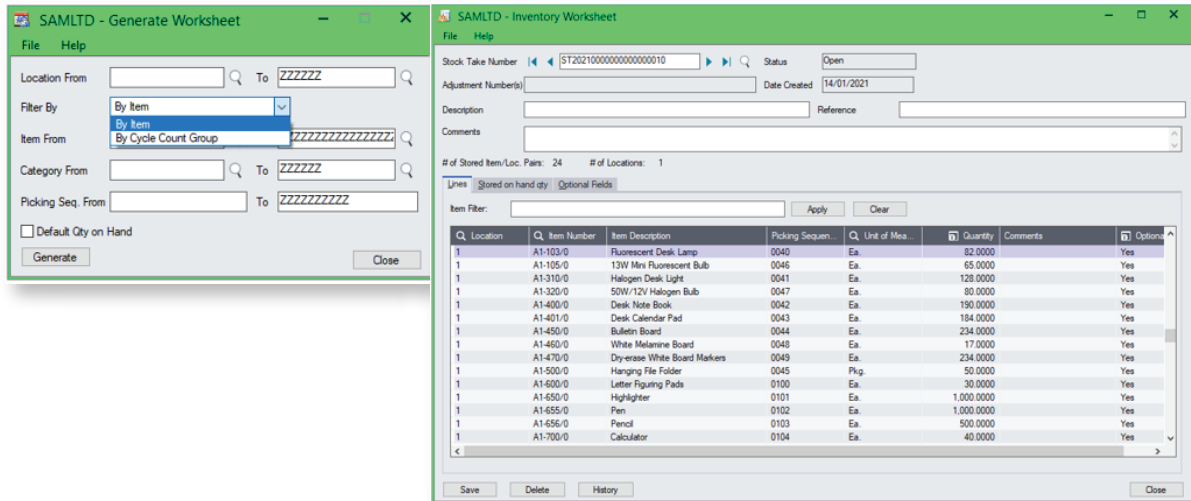 SAMLTD - Generate Worksheet
File Help
Location From To ZZZZZZ
Filter By By Item
By Item
By Cycle Count Group
Item From
Category From To ZZZZZZ
Picking Seq. From To ZZZZZZZZZZ
Default Qty on Hand
Generate Close
SAMLTD - Inventory Worksheet
File Help
Stock Take Number Status Open
Adjustment Number(s) Date Created 14/01/2021
Description Reference
Comments
# of Stored Item/Loc. Pairs: 24 # of Locations: 1
Lines Stored on hand qty Optional Fields
Item Filter: Apply Clear
Location Item Number Item Description Picking Sequen... Unit of Mea... Quantity Comments Optiona
1 A1-103/0 Fluorescent Desk Lamp 0040 Ea. 82.0000 Yes
1 A1-105/0 13W Mini Fluorescent Bulb 0046 Ea. 65.0000 Yes
1 A1-310/0 Halogen Desk Light 0041 Ea. 128.0000 Yes
1 A1-320/0 50W/12V Halogen Bulb 0047 Ea. 80.0000 Yes
1 A1-400/0 Desk Note Book 0042 Ea. 190.0000 Yes
1 A1-401/0 Desk Calendar Pad 0043 Ea. 184.0000 Yes
1 A1-450/0 Bulletin Board 0044 Ea. 234.0000 Yes
1 A1-460/0 White Melamine Board 0048 Ea. 17.0000 Yes
1 A1-470/0 Dry-erase White Board Markers 0049 Ea. 234.0000 Yes
1 A1-500/0 Hanging File Folder 0045 Pkg. 50.0000 Yes
1 A1-600/0 Letter Figuring Pads 0100 Ea. 30.0000 Yes
1 A1-650/0 Highlighter 0101 Ea. 1,000.0000 Yes
1 A1-655/0 Pen 0102 Ea. 1,000.0000 Yes
1 A1-656/0 Pencil 0103 Ea. 500.0000 Yes
1 A1-700/0 Calculator 0104 Ea. 40.0000 Yes
Save Delete History Close